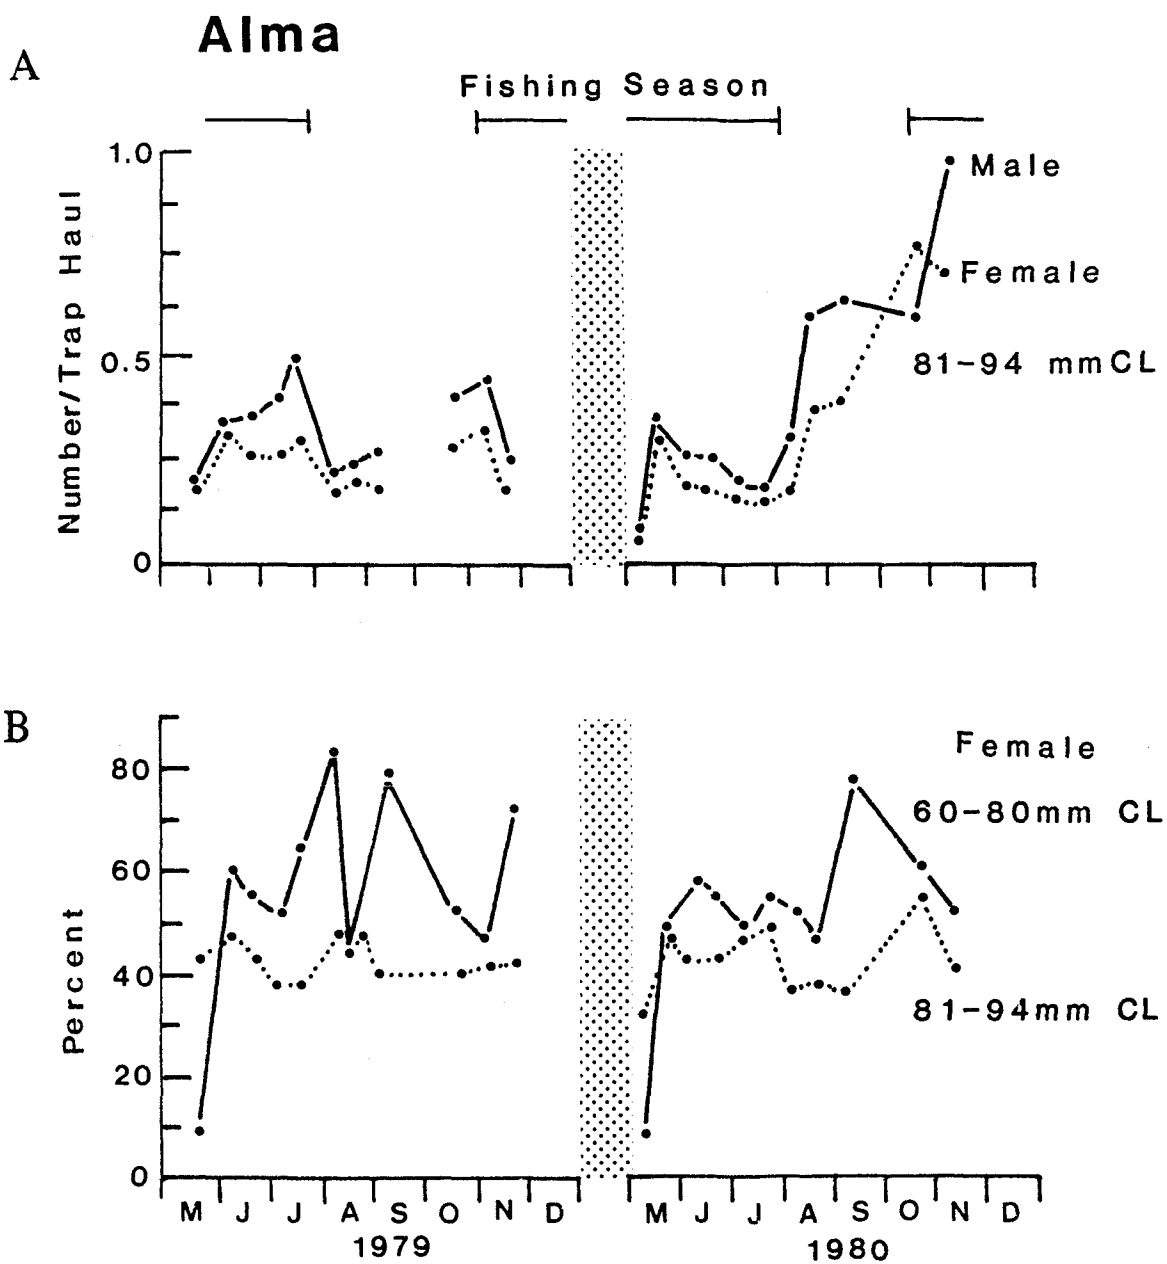 Alma
A
Fishing Season
1.0
0.5
0
Number/Trap Haul
Male
Female
81-94 mmCL
B
80
60
40
20
0
Percent
Female
60-80mm CL
81-94mm CL
M J J A S O N D M J J A S O N D
1979 1980